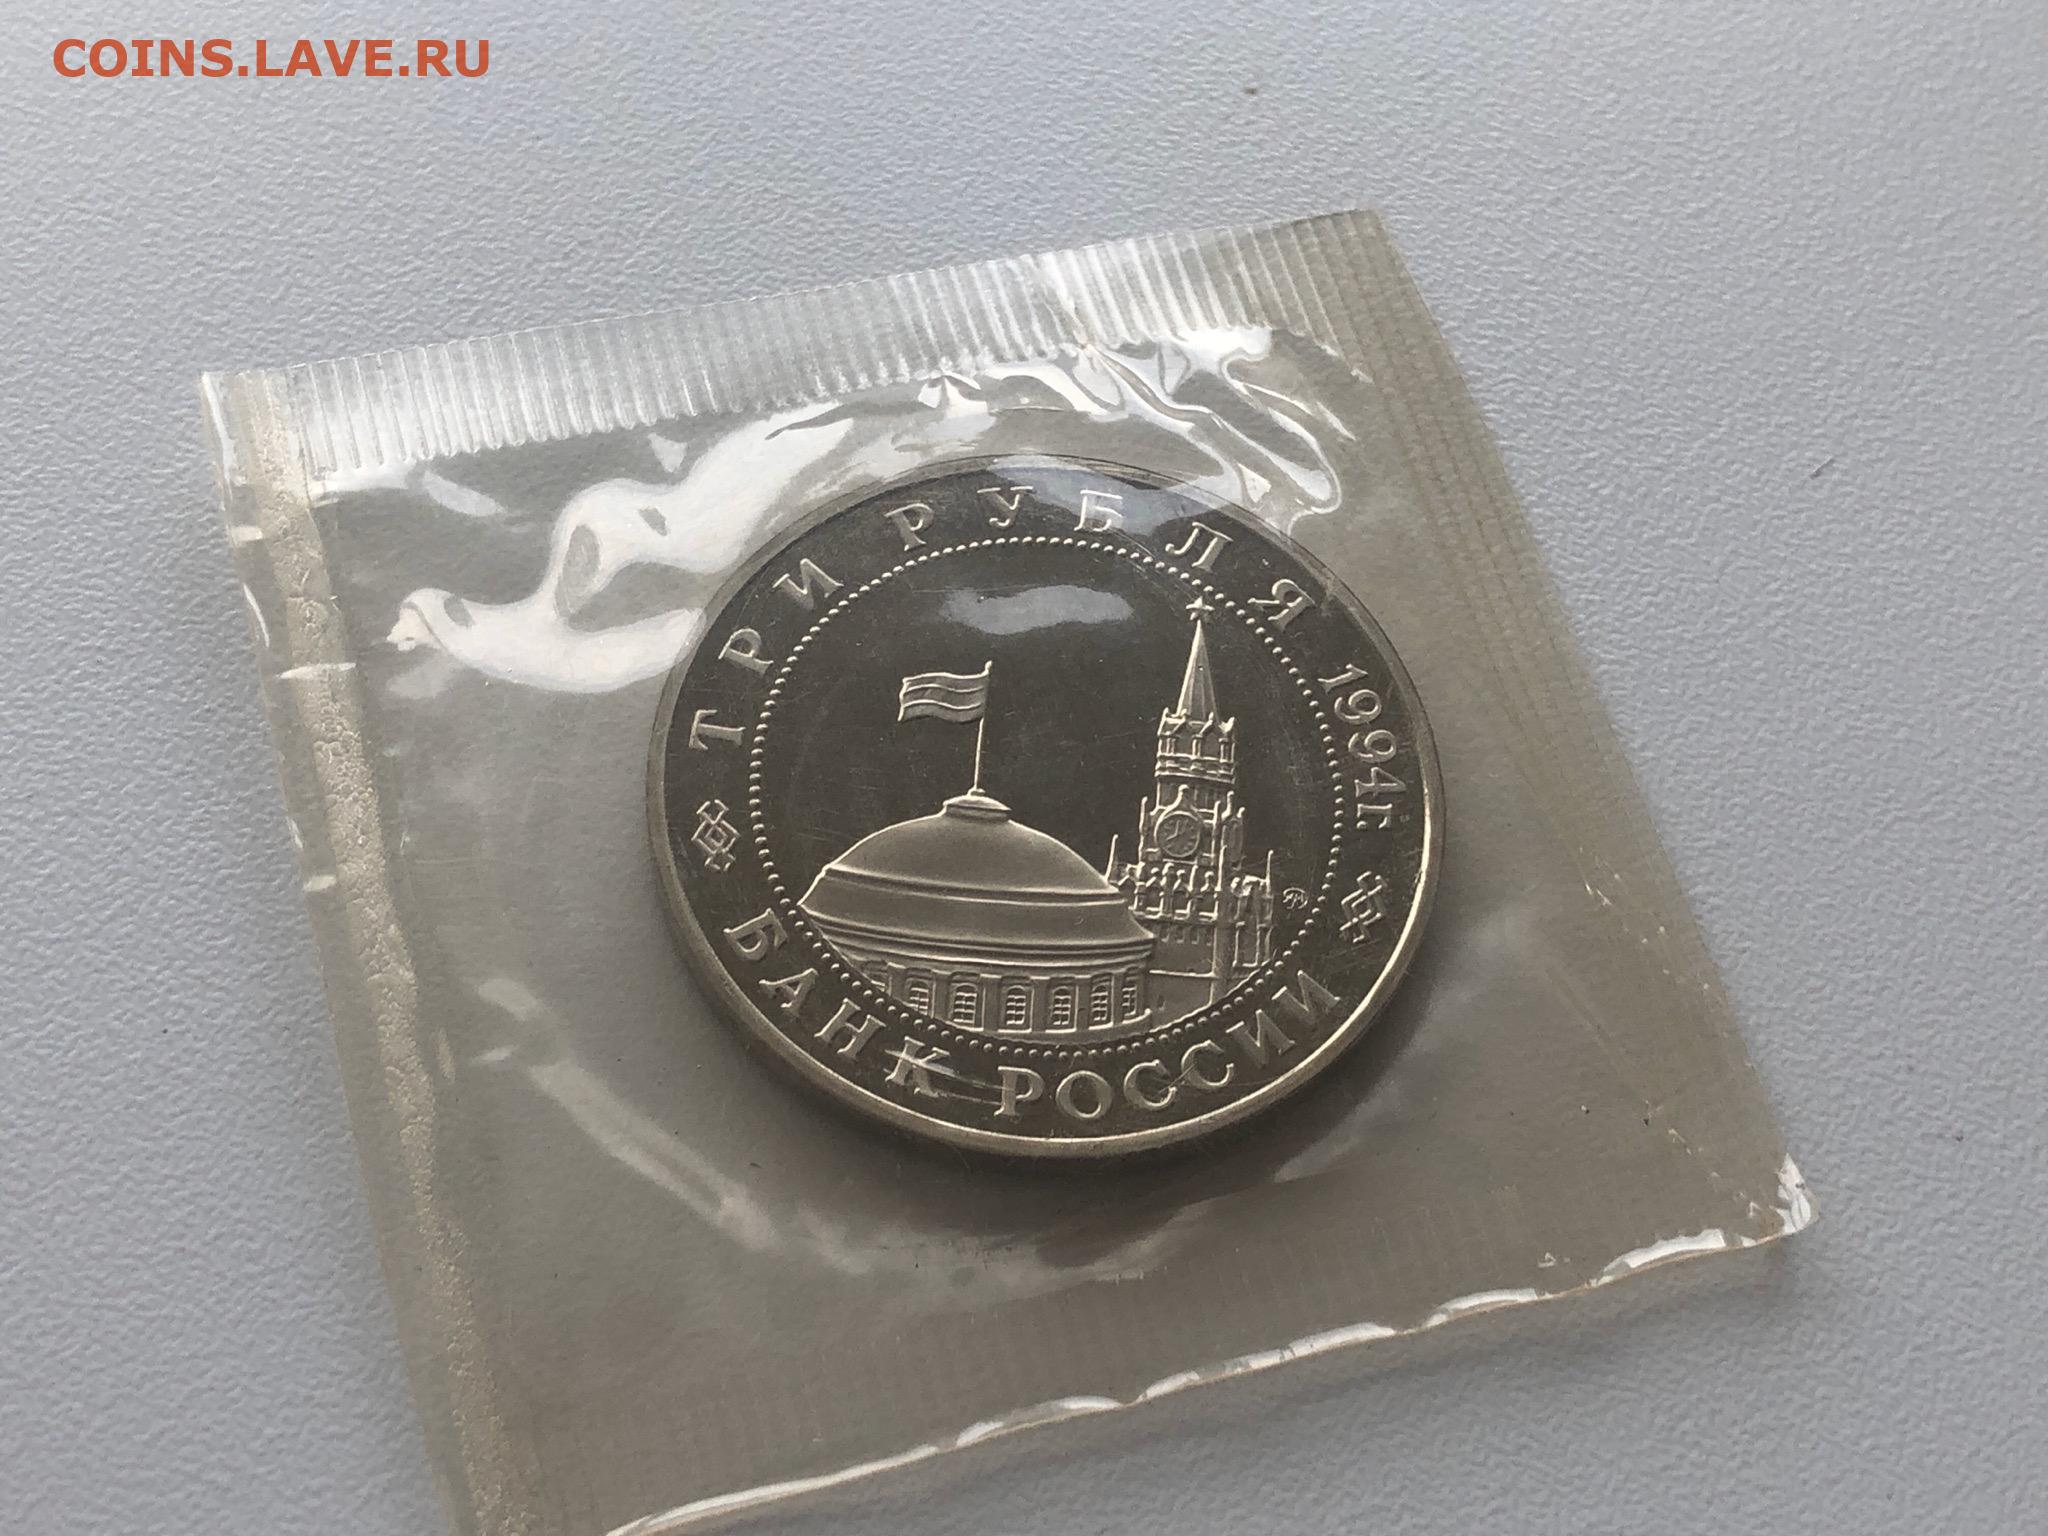 COINS.LAVE.RU
ТРИ РУБЛЯ 1994г.
БАНК РОССИИ